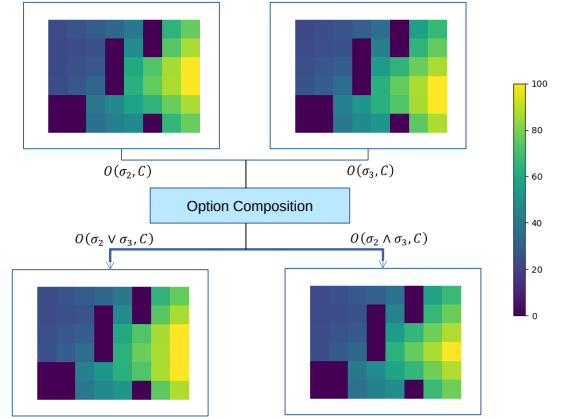 O(σ₂, C)
O(σ₃, C)
Option Composition
O(σ₂ ∨ σ₃, C)
O(σ₂ ∧ σ₃, C)
100
80
60
40
20
0